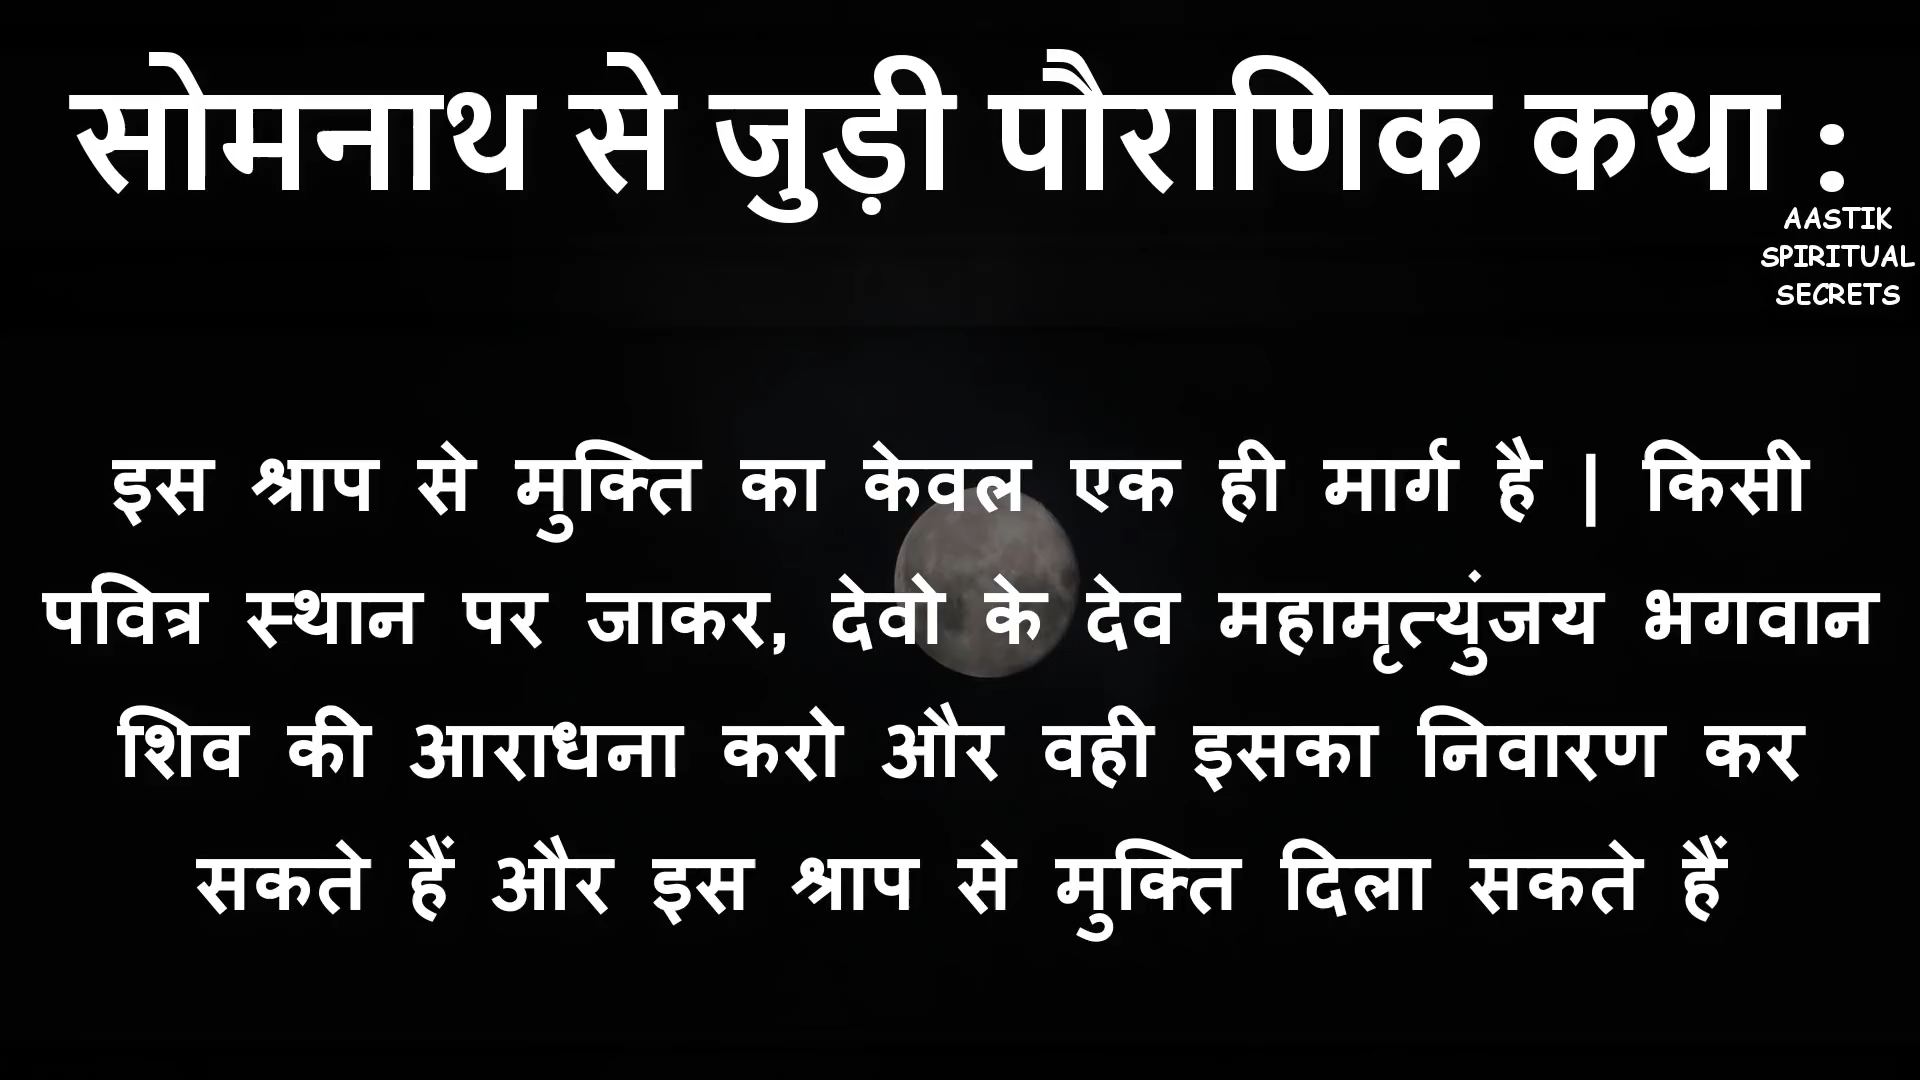 सोमनाथ से जुड़ी पौराणिक कथा :
AASTIK
SPIRITUAL
SECRETS
इस श्राप से मुक्ति का केवल एक ही मार्ग है | किसी
पवित्र स्थान पर जाकर, देवो के देव महामृत्युंजय भगवान
शिव की आराधना करो और वही इसका निवारण कर
सकते हैं और इस श्राप से मुक्ति दिला सकते हैं